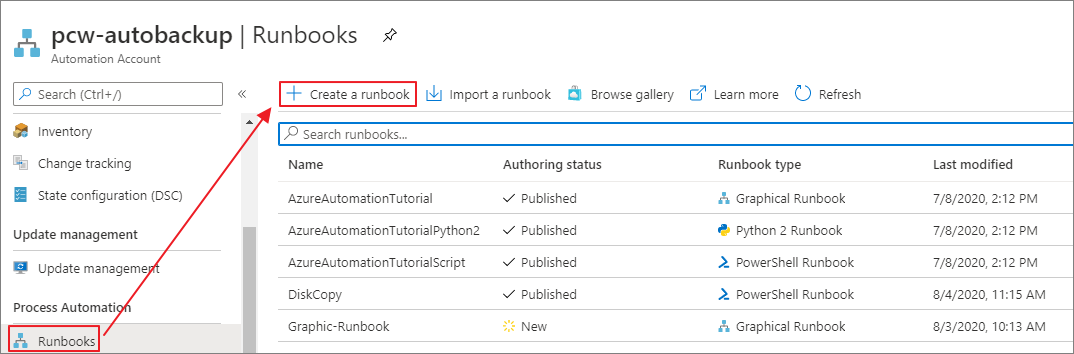 pcw-autobackup | Runbooks
Automation Account
Search (Ctrl+/)
«
Inventory
Change tracking
State configuration (DSC)
Update management
Update management
Process Automation
Runbooks
Create a runbook Import a runbook Browse gallery Learn more Refresh
Search runbooks...
Name Authoring status Runbook type Last modified
AzureAutomationTutorial Published Graphical Runbook 7/8/2020, 2:12 PM
AzureAutomationTutorialPython2 Published Python 2 Runbook 7/8/2020, 2:12 PM
AzureAutomationTutorialScript Published PowerShell Runbook 7/8/2020, 2:12 PM
DiskCopy Published PowerShell Runbook 8/4/2020, 11:15 AM
Graphic-Runbook New Graphical Runbook 8/3/2020, 10:13 AM